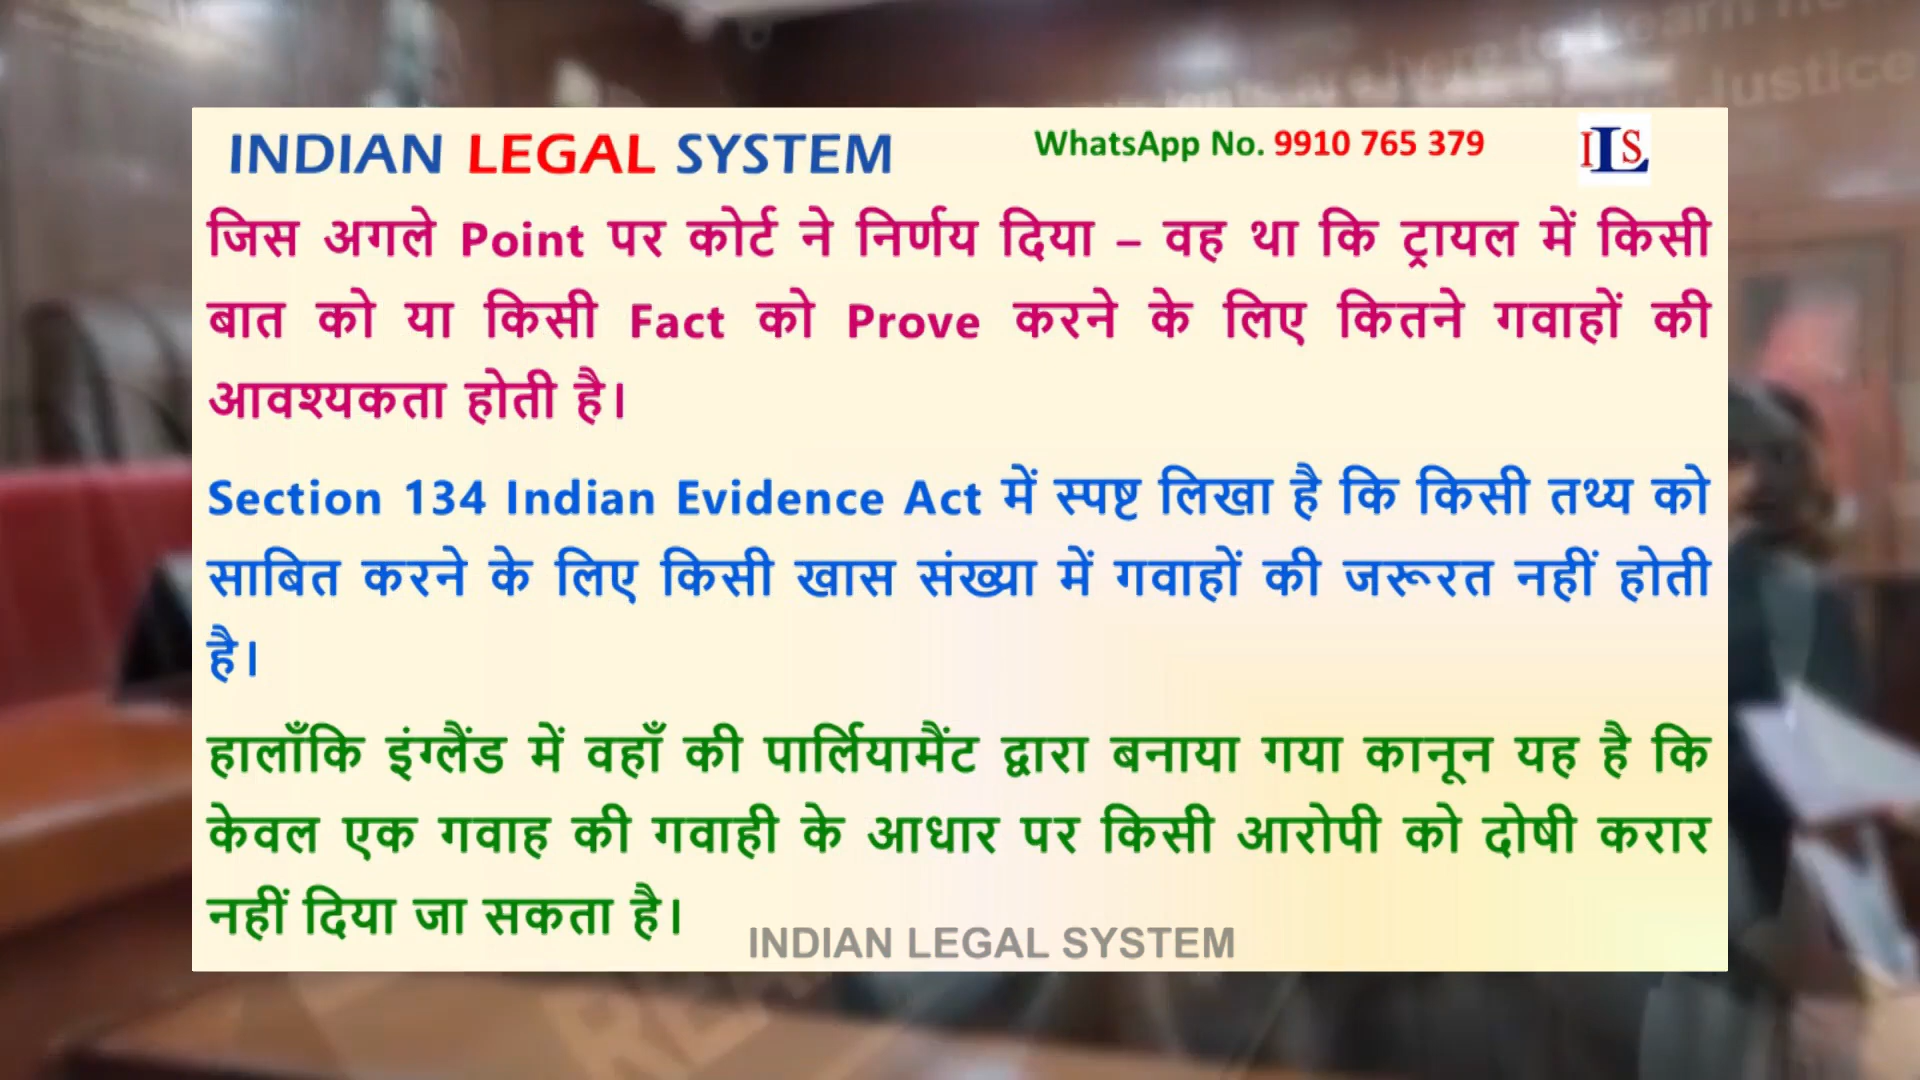 INDIAN LEGAL SYSTEM
WhatsApp No. 9910 765 379
ILS
जिस अगले Point पर कोर्ट ने निर्णय दिया – वह था कि ट्रायल में किसी
बात को या किसी Fact को Prove करने के लिए कितने गवाहों की
आवश्यकता होती है।
Section 134 Indian Evidence Act में स्पष्ट लिखा है कि किसी तथ्य को
साबित करने के लिए किसी खास संख्या में गवाहों की जरूरत नहीं होती
है।
हालाँकि इंग्लैंड में वहाँ की पार्लियामैंट द्वारा बनाया गया कानून यह है कि
केवल एक गवाह की गवाही के आधार पर किसी आरोपी को दोषी करार
नहीं दिया जा सकता है।
INDIAN LEGAL SYSTEM